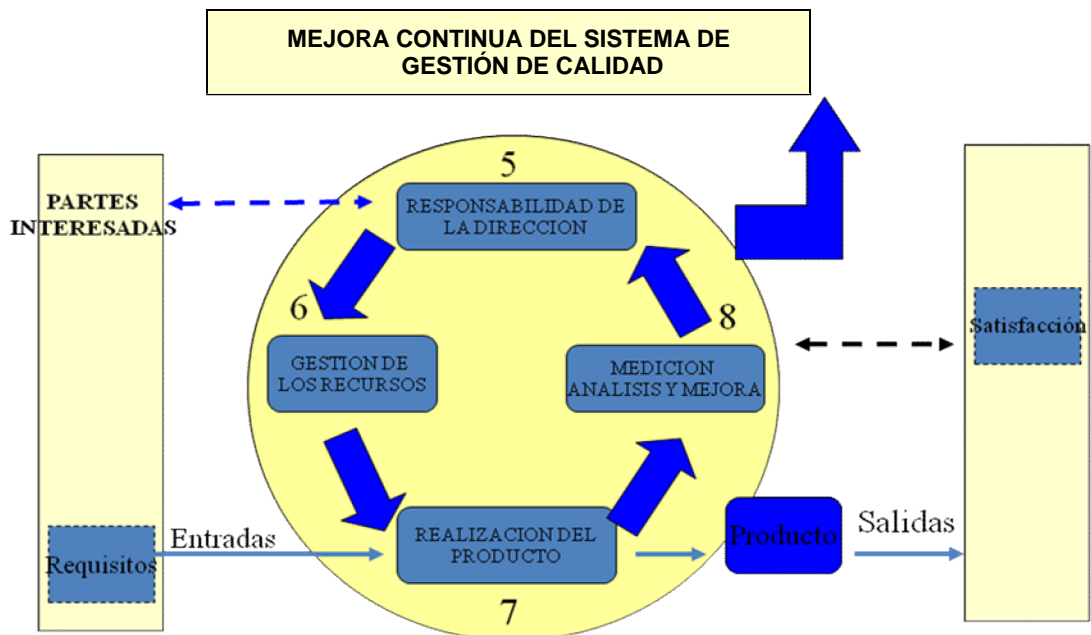 MEJORA CONTINUA DEL SISTEMA DE
GESTIÓN DE CALIDAD
PARTES
INTERESADAS
5
RESPONSABILIDAD DE
LA DIRECCION
6
GESTION DE
LOS RECURSOS
8
MEDICION
ANALISIS Y MEJORA
Satisfacción
Requisitos
Entradas
REALIZACION DEL
PRODUCTO
7
Producto
Salidas